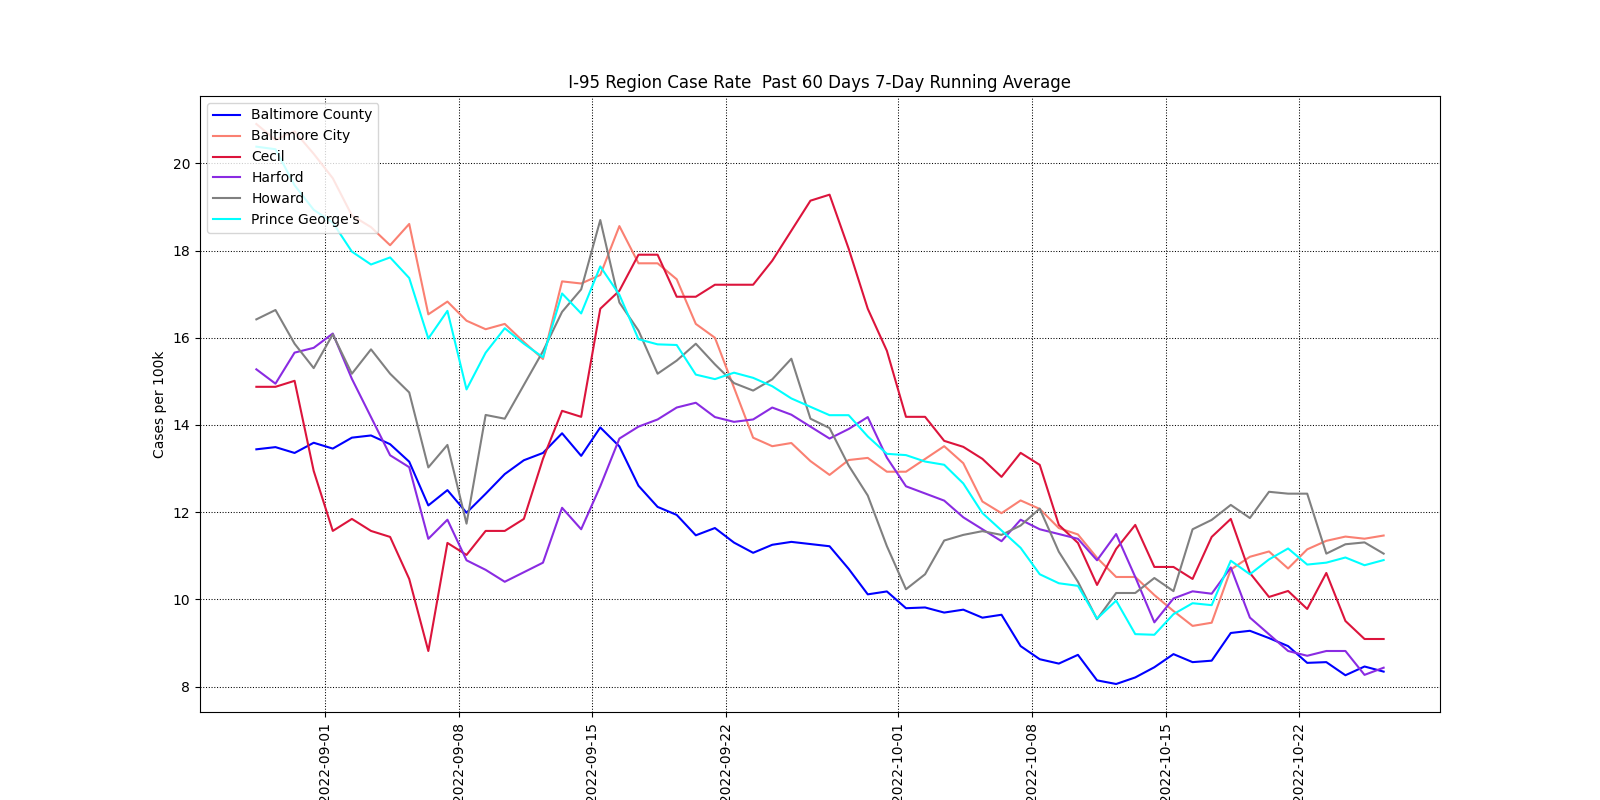 I-95 Region Case Rate  Past 60 Days 7-Day Running Average
Baltimore County
Baltimore City
Cecil
Harford
Howard
Prince George's
Cases per 100k
20
18
16
14
12
10
8
2022-09-01
2022-09-08
2022-09-15
2022-09-22
2022-10-01
2022-10-08
2022-10-15
2022-10-22